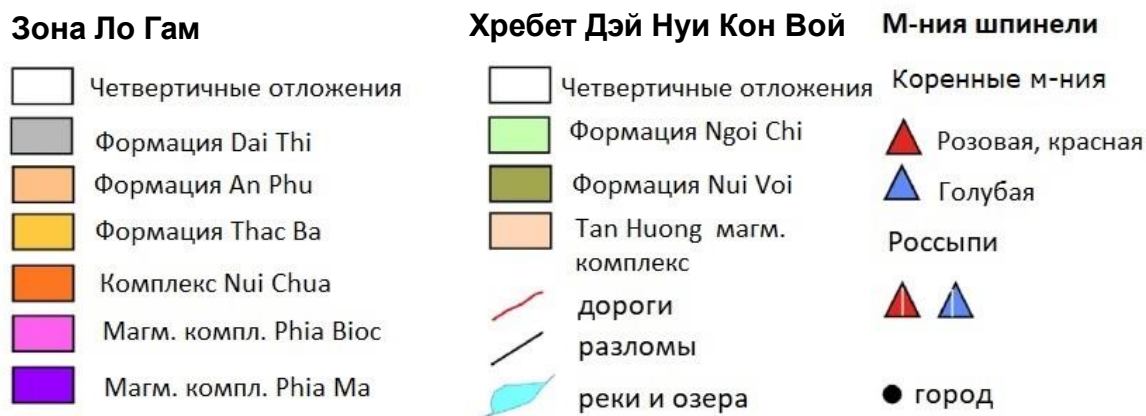 Зона Ло Гам
Четвертичные отложения
Формация Dai Thi
Формация An Phu
Формация Thac Ba
Комплекс Nui Chua
Магм. компл. Phia Bioc
Магм. компл. Phia Ma
Хребет Дэй Нуи Кон Вой
Четвертичные отложения
Формация Ngoi Chi
Формация Nui Voi
Tan Huong магм.
комплекс
дороги
разломы
реки и озера
М-ния шпинели
Коренные м-ния
Розовая, красная
Голубая
Россыпи
город